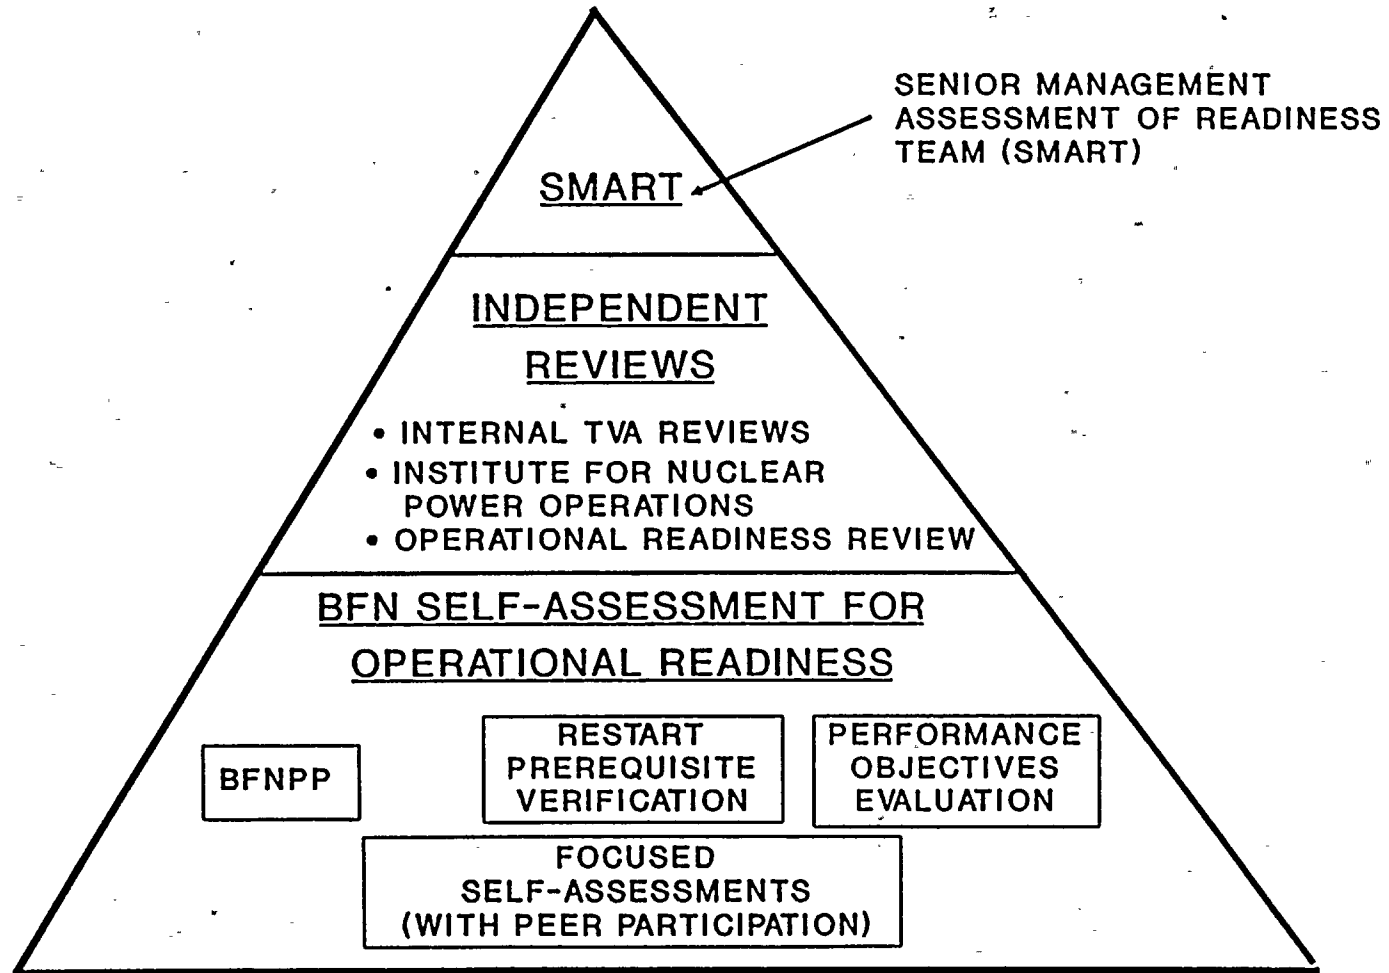 SENIOR MANAGEMENT
ASSESSMENT OF READINESS
TEAM (SMART)
SMART
INDEPENDENT
REVIEWS
• INTERNAL TVA REVIEWS
• INSTITUTE FOR NUCLEAR
POWER OPERATIONS
• OPERATIONAL READINESS REVIEW
BFN SELF-ASSESSMENT FOR
OPERATIONAL READINESS
BFNPP
RESTART
PREREQUISITE
VERIFICATION
PERFORMANCE
OBJECTIVES
EVALUATION
FOCUSED
SELF-ASSESSMENTS
(WITH PEER PARTICIPATION)